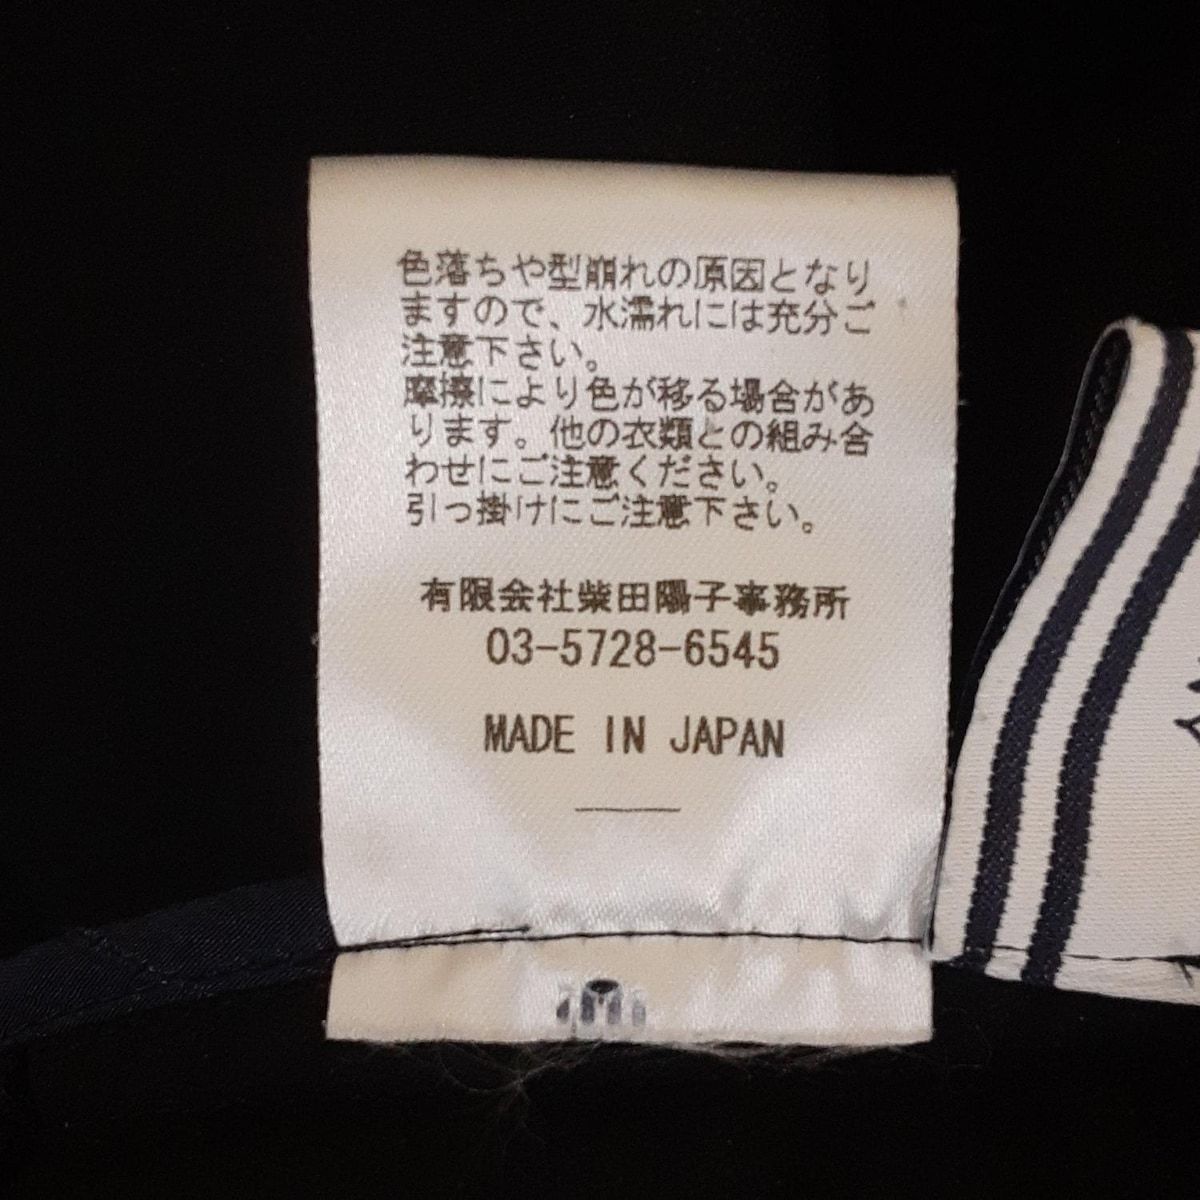 色落ちや型崩れの原因となり
ますので、水濡れには充分ご
注意下さい。
摩擦により色が移る場合があ
ります。他の衣類との組み合
わせにご注意ください。
引っ掛けにご注意下さい。
有限会社柴田陽子事務所
03-5728-6545
MADE IN JAPAN